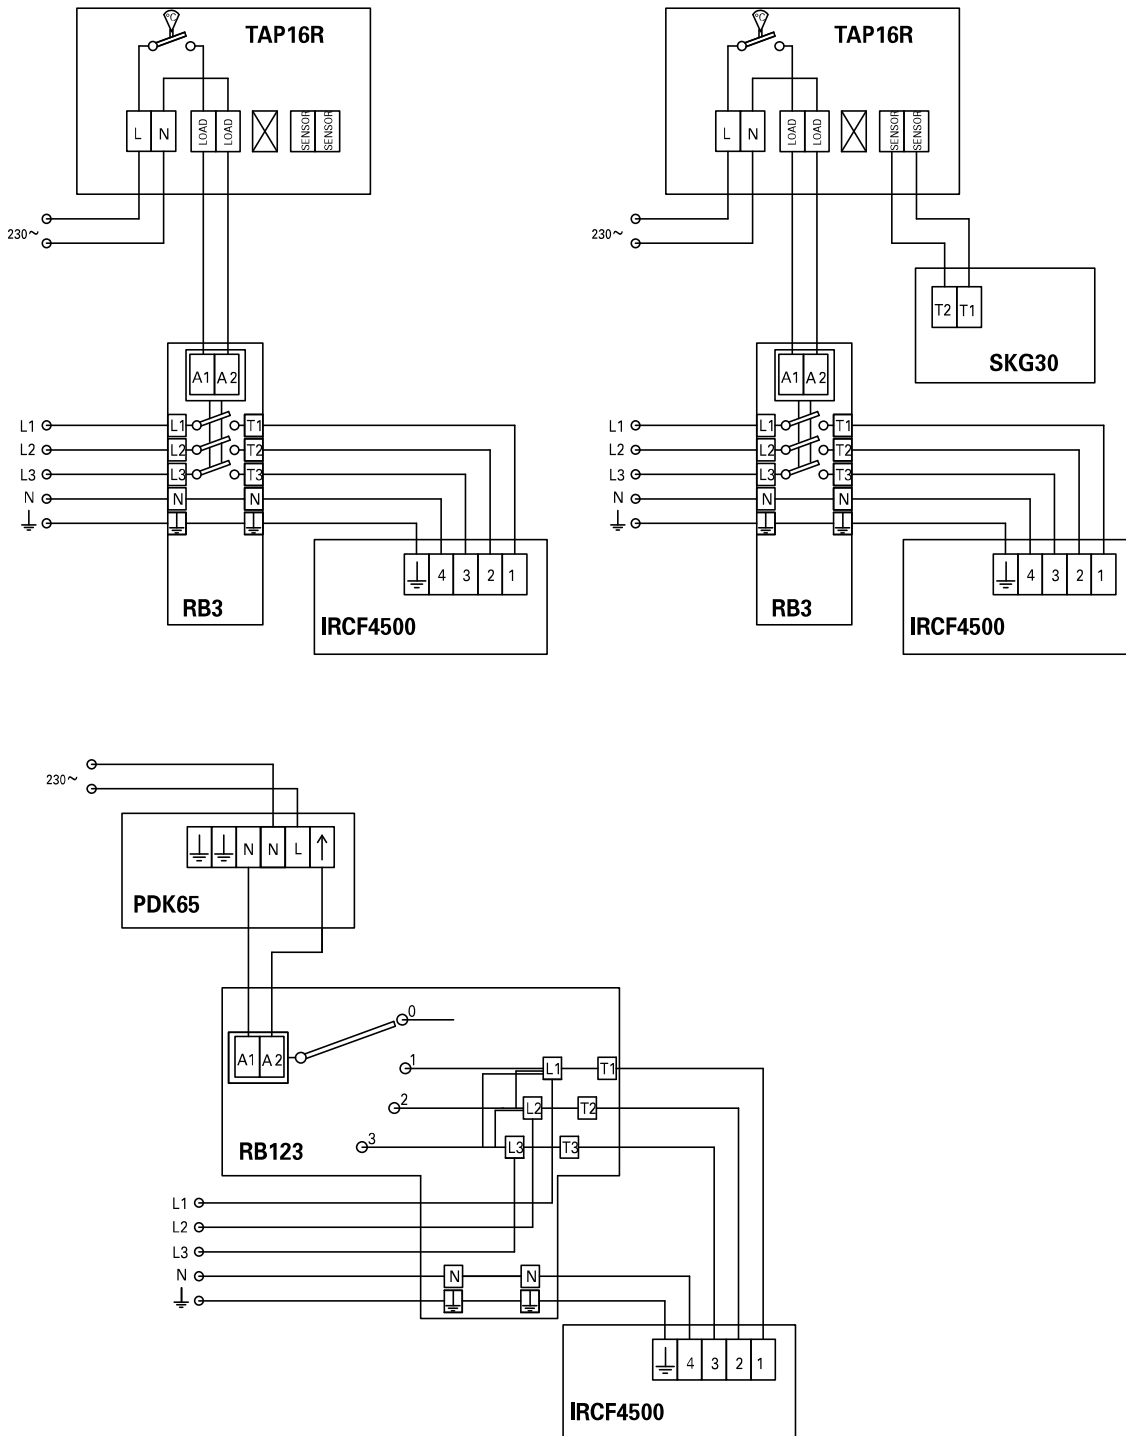 °C
TAP16R
L N LOAD LOAD SENSOR SENSOR
230~
A1 A2
L1 L1 T1
L2 L2 T2
L3 L3 T3
N N N
4 3 2 1
RB3
IRCF4500
°C
TAP16R
L N LOAD LOAD SENSOR SENSOR
230~
T2 T1
SKG30
A1 A2
L1 L1 T1
L2 L2 T2
L3 L3 T3
N N N
4 3 2 1
RB3
IRCF4500
230~
N N L
PDK65
0
A1 A2
1 L1 T1
2 L2 T2
3 L3 T3
RB123
L1
L2
L3
N N N
4 3 2 1
IRCF4500